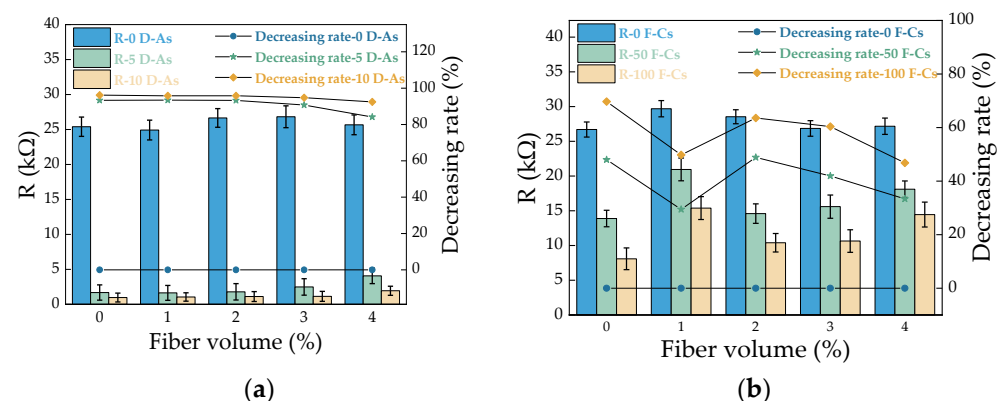 R-0 D-As
R-5 D-As
R-10 D-As
Decreasing rate-0 D-As
Decreasing rate-5 D-As
Decreasing rate-10 D-As
40
35
30
25
20
15
10
5
0
R (kΩ)
120
100
80
60
40
20
0
Decreasing rate (%)
0 1 2 3 4
Fiber volume (%)
(a)
R-0 F-Cs
R-50 F-Cs
R-100 F-Cs
Decreasing rate-0 F-Cs
Decreasing rate-50 F-Cs
Decreasing rate-100 F-Cs
40
35
30
25
20
15
10
5
0
R (kΩ)
100
80
60
40
20
0
Decreasing rate (%)
0 1 2 3 4
Fiber volume (%)
(b)